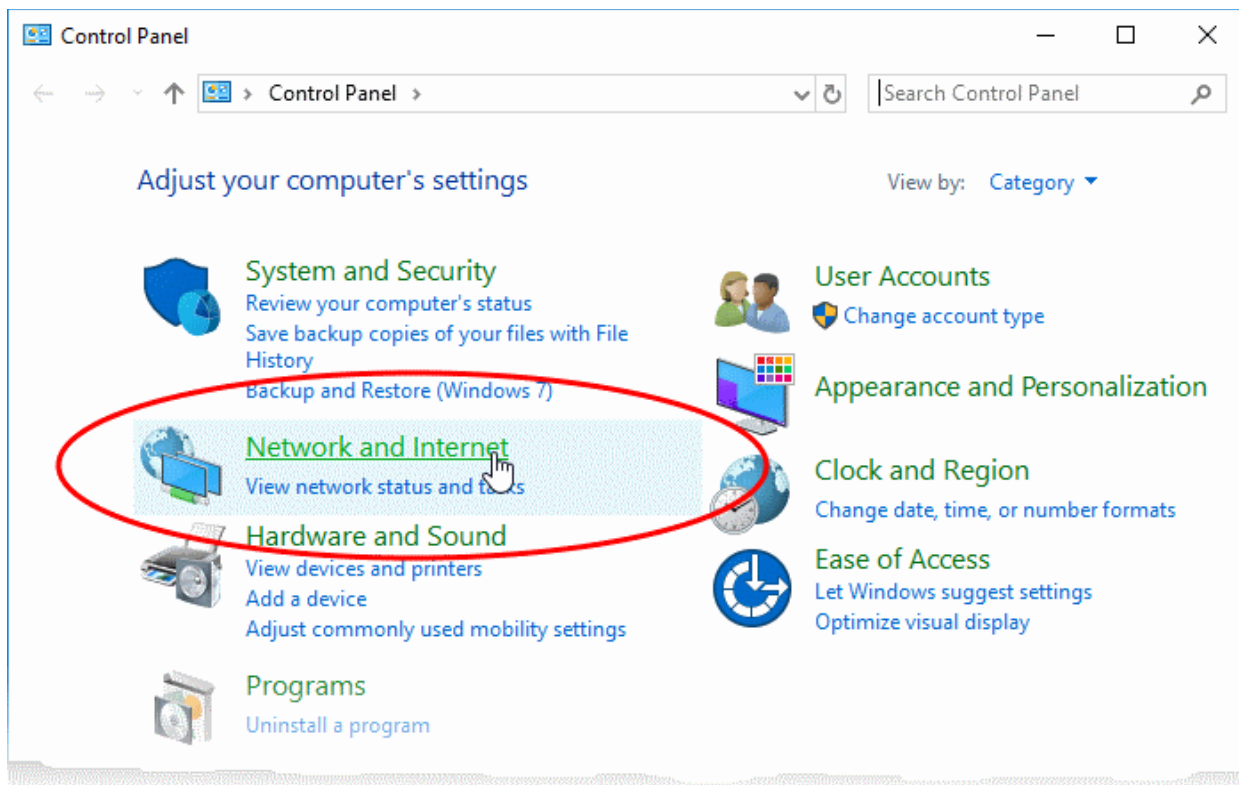 Control Panel
Control Panel
Search Control Panel
Adjust your computer's settings
View by: Category
System and Security
Review your computer's status
Save backup copies of your files with File
History
Backup and Restore (Windows 7)
Network and Internet
View network status and tasks
Hardware and Sound
View devices and printers
Add a device
Adjust commonly used mobility settings
Programs
Uninstall a program
User Accounts
Change account type
Appearance and Personalization
Clock and Region
Change date, time, or number formats
Ease of Access
Let Windows suggest settings
Optimize visual display